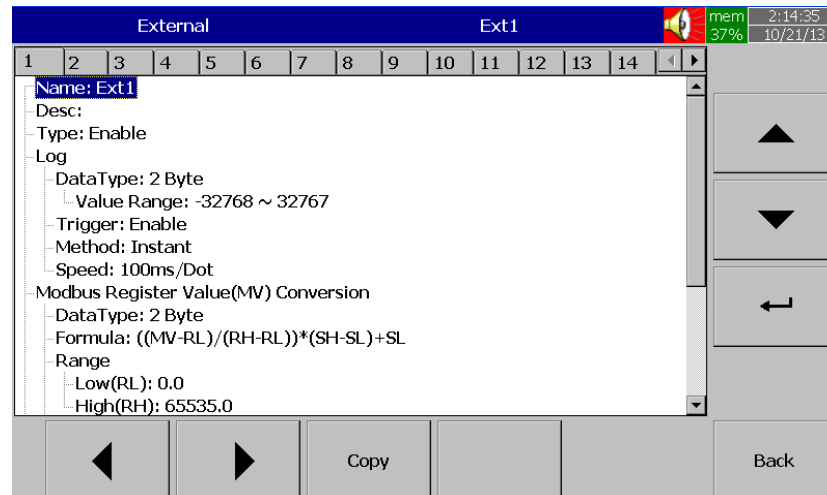 External Ext1 mem 2:14:35
37% 10/21/13
1 2 3 4 5 6 7 8 9 10 11 12 13 14
Name: Ext1
Desc:
Type: Enable
Log
DataType: 2 Byte
Value Range: -32768 ~ 32767
Trigger: Enable
Method: Instant
Speed: 100ms/Dot
Modbus Register Value(MV) Conversion
DataType: 2 Byte
Formula: ((MV-RL)/(RH-RL))*(SH-SL)+SL
Range
Low(RL): 0.0
High(RH): 65535.0
Copy Back